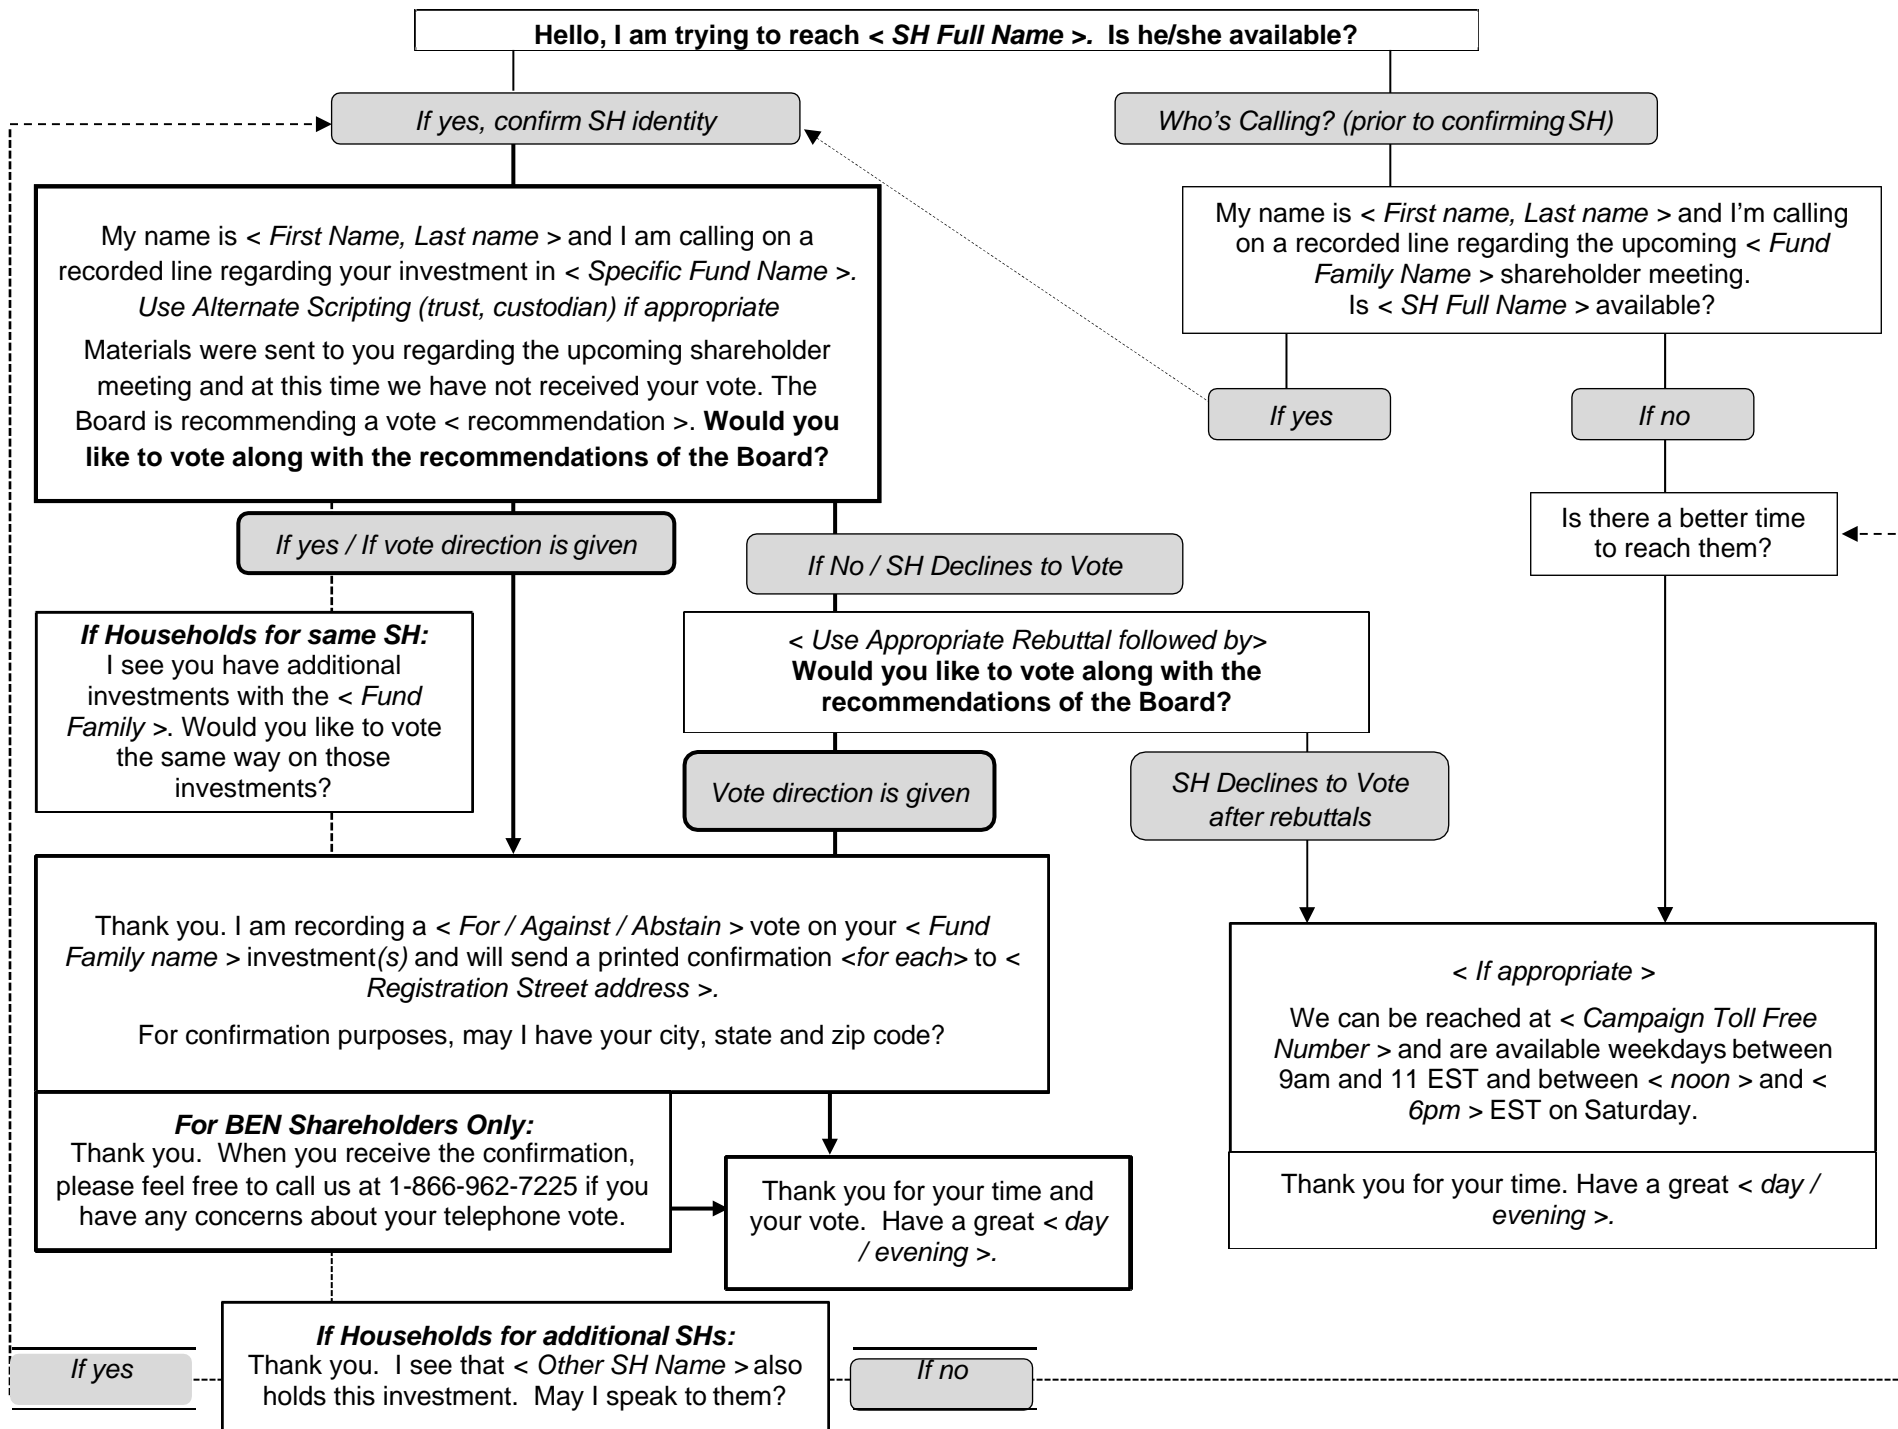 Hello, I am trying to reach < SH Full Name >. Is he/she available?
If yes, confirm SH identity
Who's Calling? (prior to confirming SH)
My name is < First Name, Last name > and I am calling on a
recorded line regarding your investment in < Specific Fund Name >.
Use Alternate Scripting (trust, custodian) if appropriate
Materials were sent to you regarding the upcoming shareholder
meeting and at this time we have not received your vote. The
Board is recommending a vote < recommendation >. Would you
like to vote along with the recommendations of the Board?
My name is < First name, Last name > and I'm calling
on a recorded line regarding the upcoming < Fund
Family Name > shareholder meeting.
Is < SH Full Name > available?
If yes
If no
Is there a better time
to reach them?
If yes / If vote direction is given
If No / SH Declines to Vote
If Households for same SH:
I see you have additional
investments with the < Fund
Family >. Would you like to vote
the same way on those
investments?
< Use Appropriate Rebuttal followed by>
Would you like to vote along with the
recommendations of the Board?
Vote direction is given
SH Declines to Vote
after rebuttals
Thank you. I am recording a < For / Against / Abstain > vote on your < Fund
Family name > investment(s) and will send a printed confirmation <for each> to <
Registration Street address >.
For confirmation purposes, may I have your city, state and zip code?
< If appropriate >
We can be reached at < Campaign Toll Free
Number > and are available weekdays between
9am and 11 EST and between < noon > and <
6pm > EST on Saturday.
For BEN Shareholders Only:
Thank you. When you receive the confirmation,
please feel free to call us at 1-866-962-7225 if you
have any concerns about your telephone vote.
Thank you for your time and
your vote. Have a great < day
/ evening >.
Thank you for your time. Have a great < day /
evening >.
If yes
If Households for additional SHs:
Thank you. I see that < Other SH Name > also
holds this investment. May I speak to them?
If no